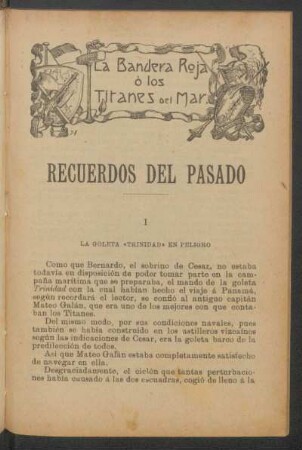 La Bandera Roja
ó los
Titanes del Mar.
RECUERDOS DEL PASADO
I
LA GOLETA «TRINIDAD» EN PELIGRO
Como que Bernardo, el sobrino de Cesar, no estaba
todavía en disposición de poder tomar parte en la cam-
paña marítima que se preparaba, el mando de la goleta
Trinidad con la cual habían hecho el viaje á Panamá,
según recordará el lector, se confió al antiguo capitán
Mateo Galán, que era uno de los mejores con que conta-
ban los Titanes.
Del mismo modo, por sus condiciones navales, pues
también se había construido en los astilleros vizcaínos
según las indicaciones de Cesar, era la goleta barco de la
predilección de todos.
Asi que Mateo Galán estaba completamente satisfecho
de navegar en ella.
Desgraciadamente, el ciclón que tantas perturbacio-
nes había causado á las dos escuadras, cogió de lleno á la